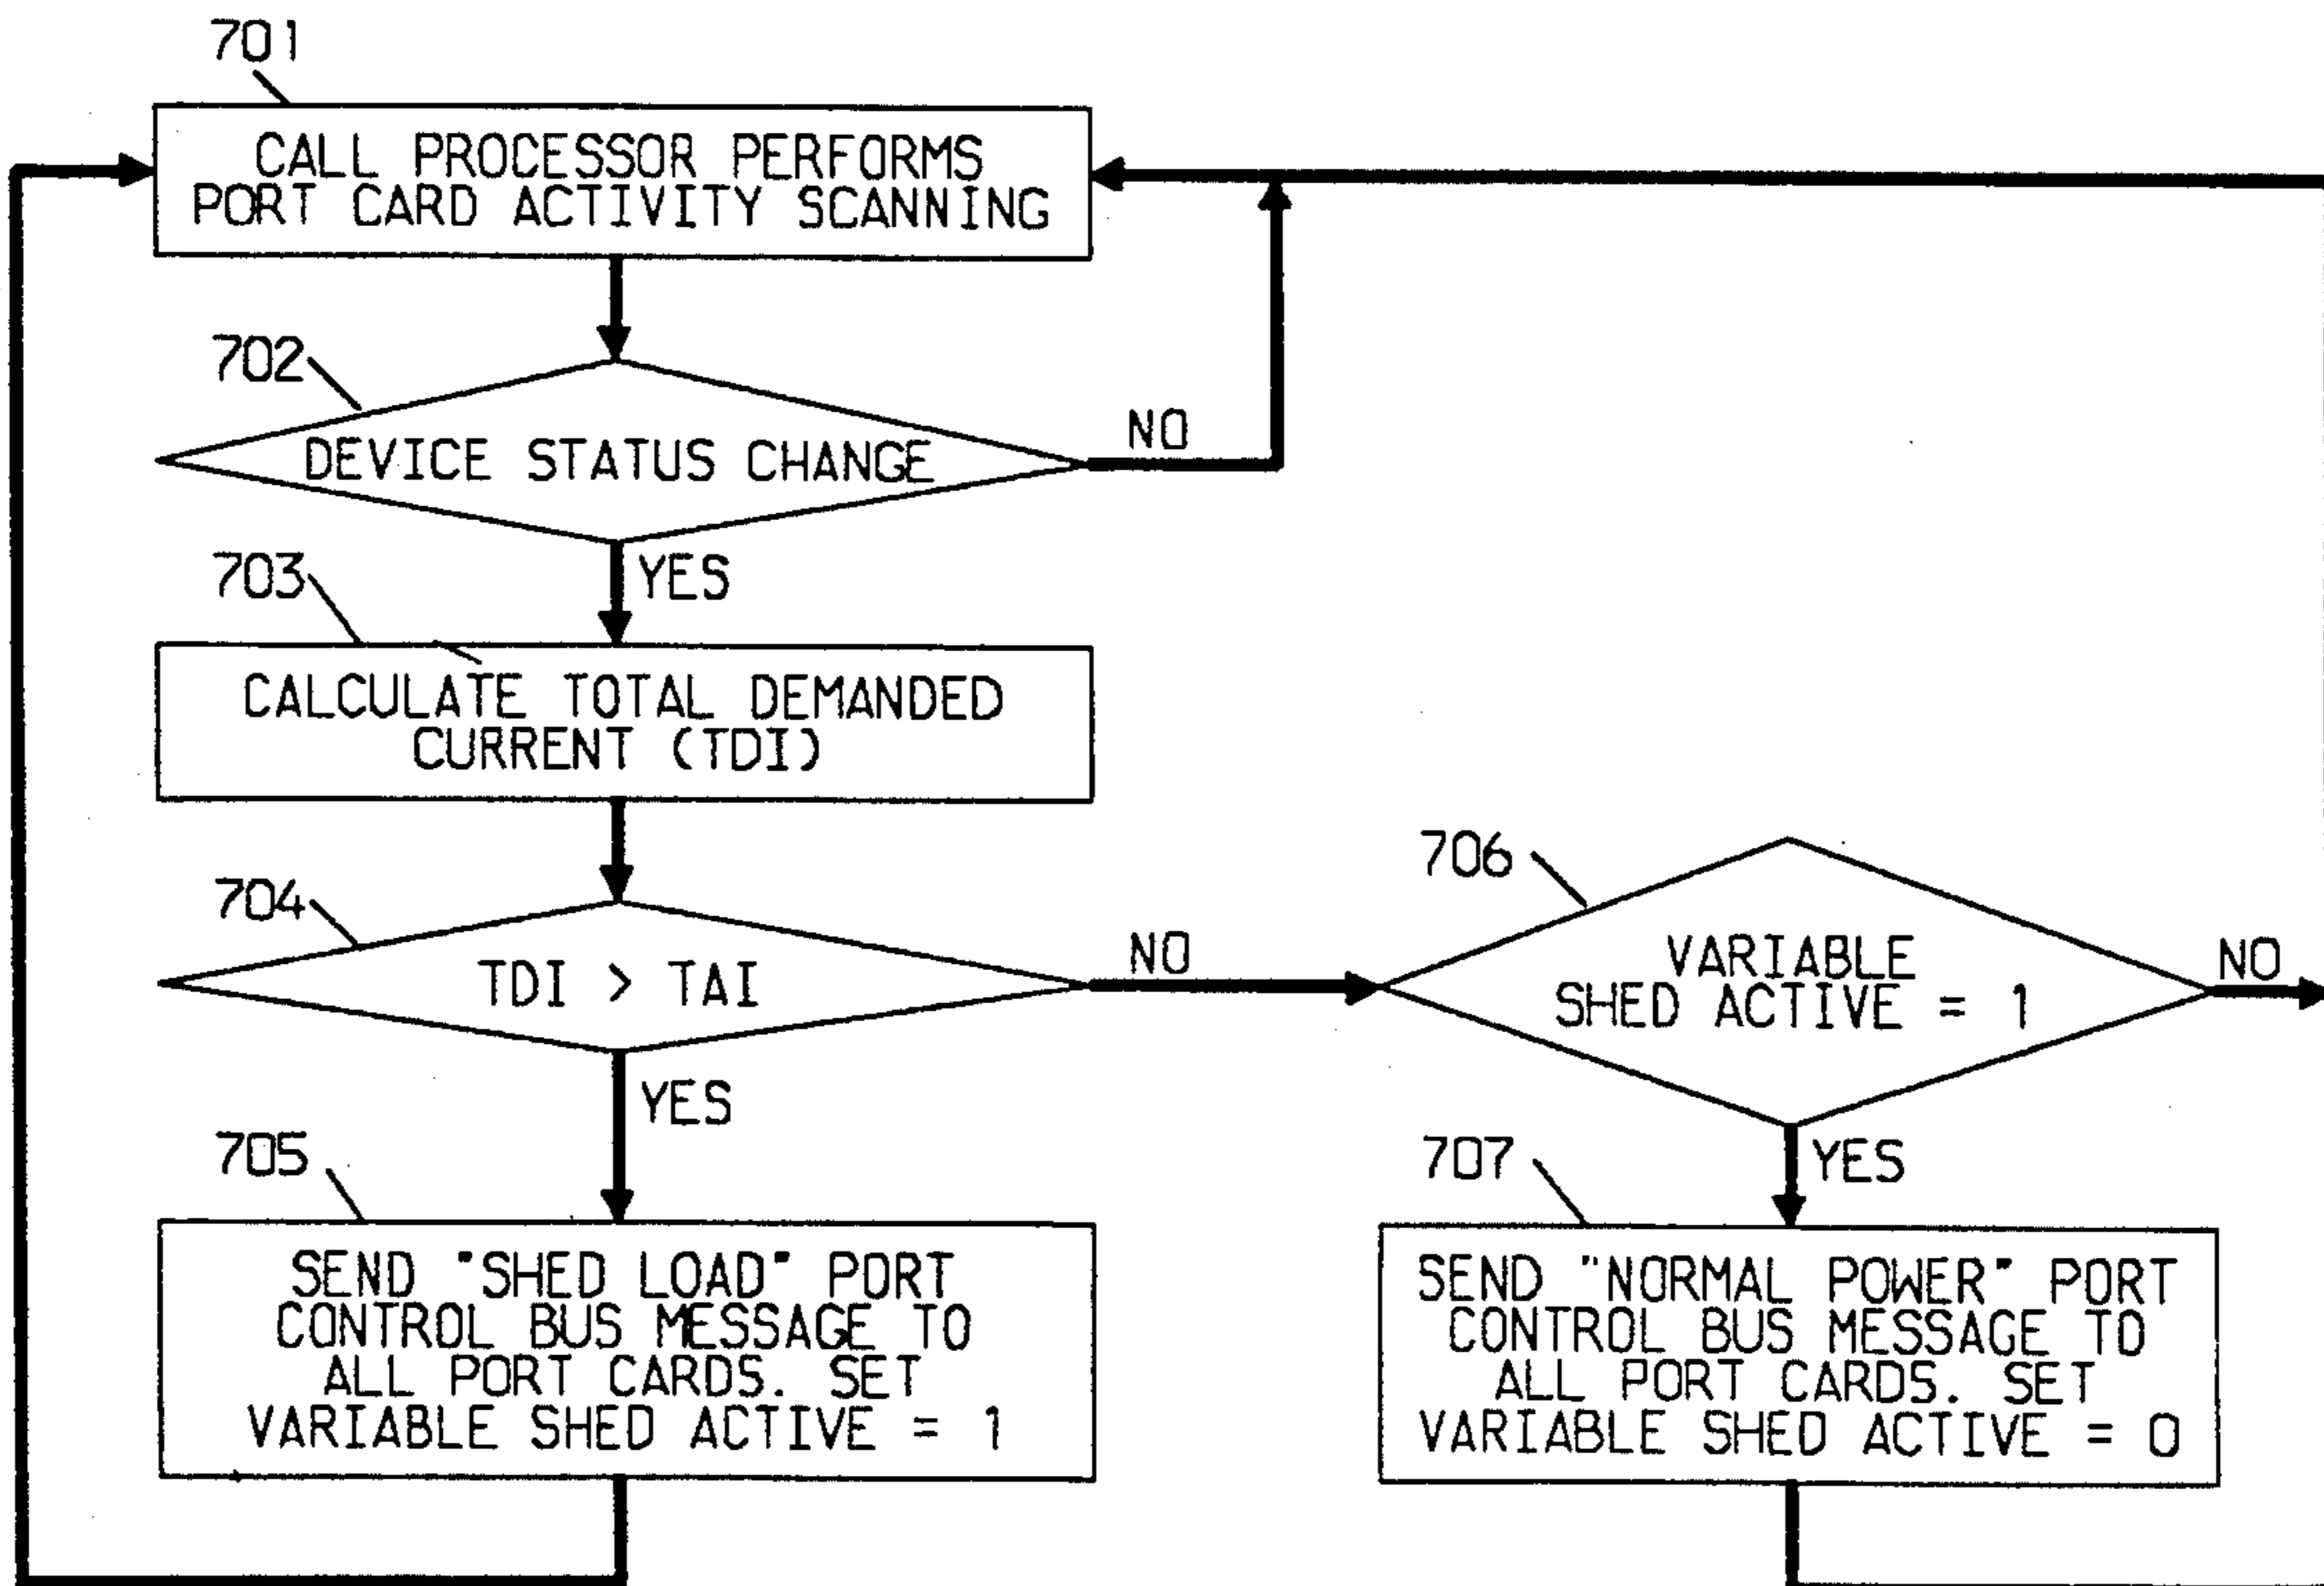 701
CALL PROCESSOR PERFORMS
PORT CARD ACTIVITY SCANNING
702
DEVICE STATUS CHANGE
NO
YES
703
CALCULATE TOTAL DEMANDED
CURRENT (TDI)
704
TDI > TAI
NO
YES
706
VARIABLE
SHED ACTIVE = 1
NO
YES
705
SEND "SHED LOAD" PORT
CONTROL BUS MESSAGE TO
ALL PORT CARDS. SET
VARIABLE SHED ACTIVE = 1
707
SEND "NORMAL POWER" PORT
CONTROL BUS MESSAGE TO
ALL PORT CARDS. SET
VARIABLE SHED ACTIVE = 0